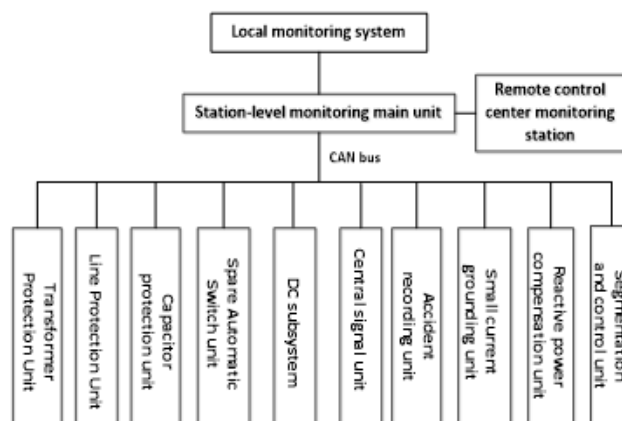 Local monitoring system
Station-level monitoring main unit
Remote control
center monitoring
station
CAN bus
Transformer
Protection Unit
Line Protection Unit
Capacitor
protection unit
Spare Automatic
Switch unit
DC subsystem
Central signal unit
Accident
recording unit
Small current
grounding unit
Reactive power
compensation unit
Segmentation
and control unit